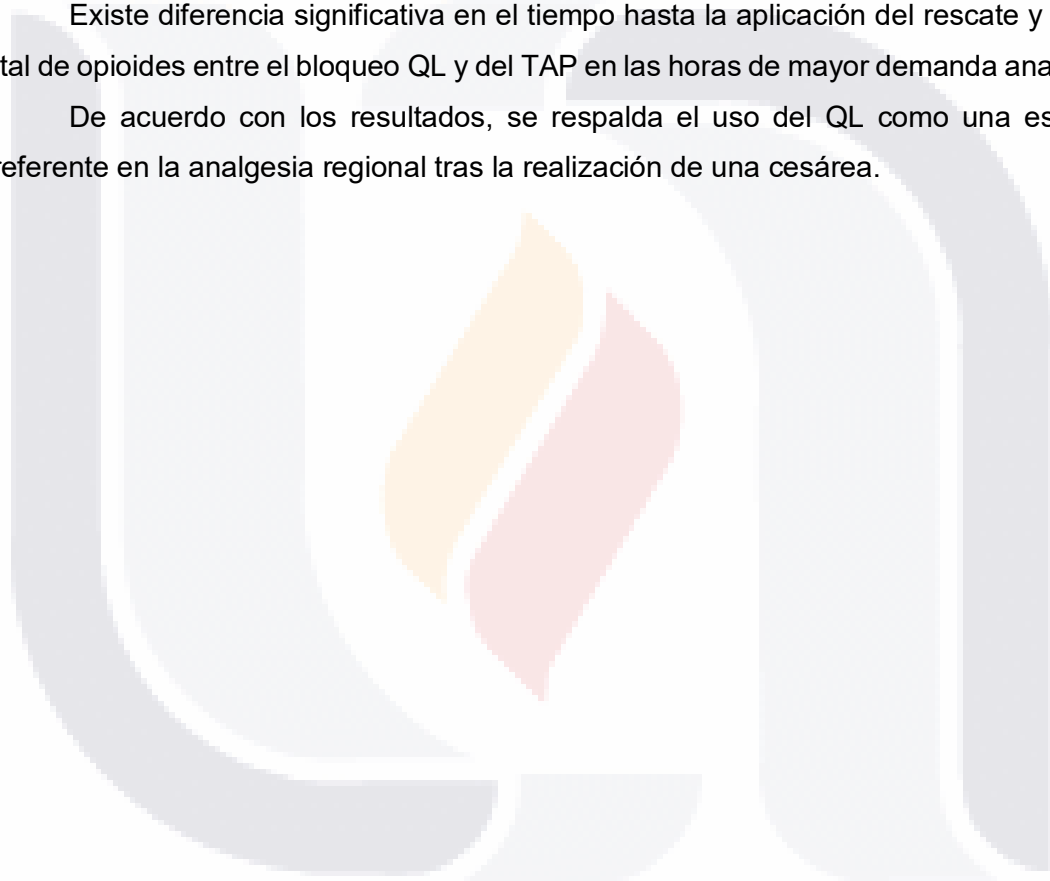 Existe diferencia significativa en el tiempo hasta la aplicación del rescate y
tal de opioides entre el bloqueo QL y del TAP en las horas de mayor demanda ana
De acuerdo con los resultados, se respalda el uso del QL como una es
referente en la analgesia regional tras la realización de una cesárea.